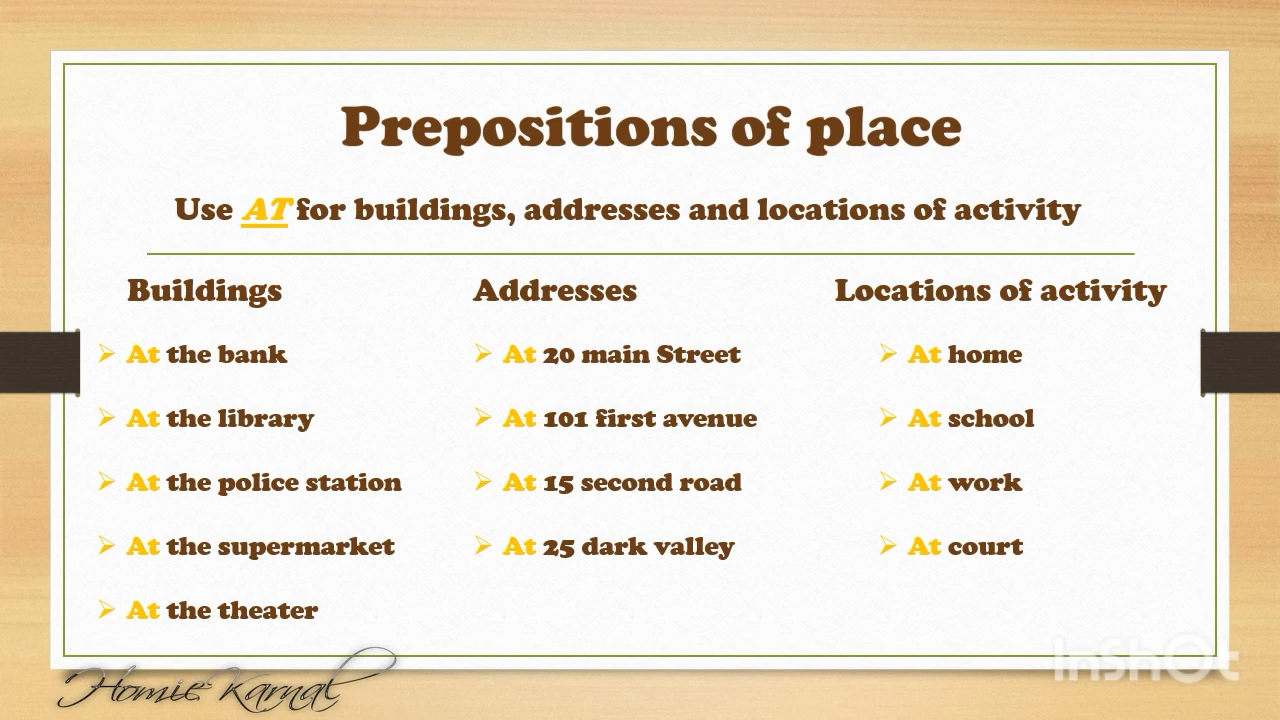 Prepositions of place
Use AT for buildings, addresses and locations of activity
Buildings
At the bank
At the library
At the police station
At the supermarket
At the theater
Addresses
At 20 main Street
At 101 first avenue
At 15 second road
At 25 dark valley
Locations of activity
At home
At school
At work
At court
Homie Karnal
InShOt